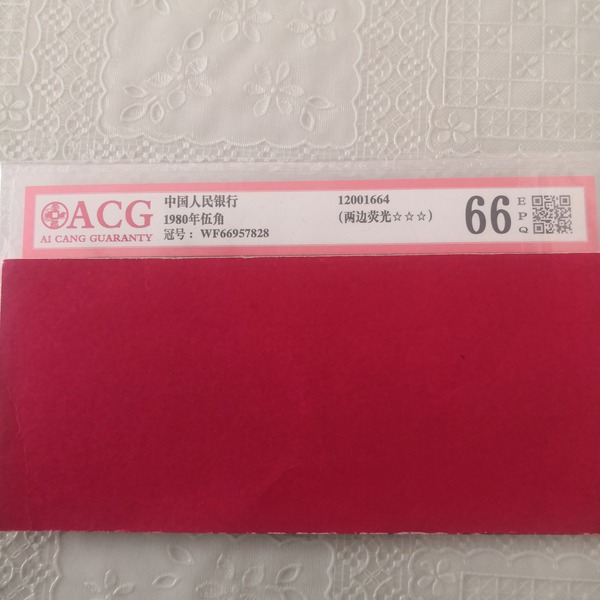 ACG
AI CANG GUARANTY
中国人民银行
1980年伍角
冠号：WF66957828
12001664
（两边荧光☆☆☆）
66
EPQ